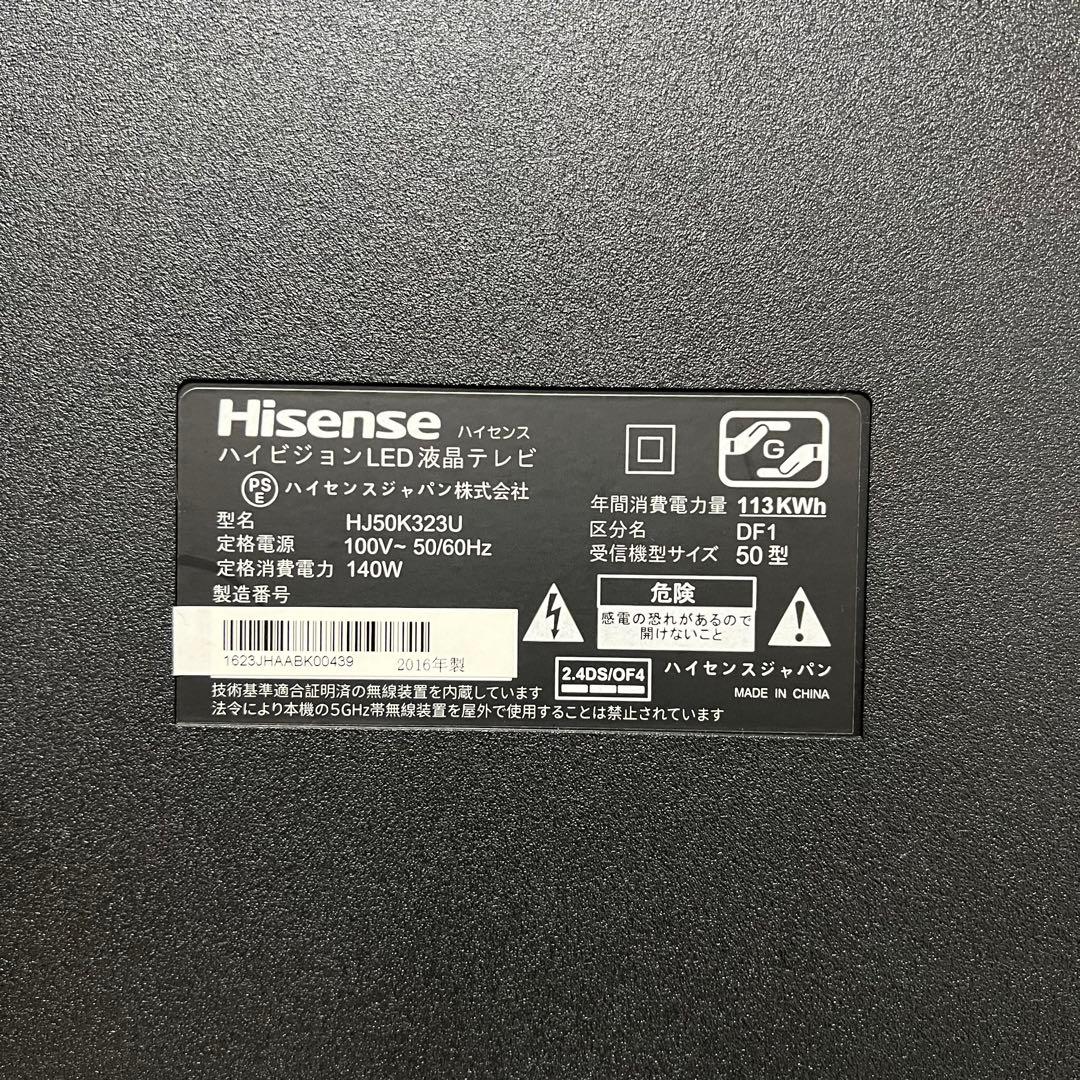 Hisense ハイセンス
ハイビジョンLED液晶テレビ
PSE ハイセンスジャパン株式会社
型名 HJ50K323U
定格電源 100V~ 50/60Hz
定格消費電力 140W
製造番号
1623JHAABK00439 2016年製
技術基準適合証明済の無線装置を内蔵しています
法令により本機の5GHz帯無線装置を屋外で使用することは禁止されています
G
年間消費電力量 113KWh
区分名 DF1
受信機型サイズ 50型
危険
感電の恐れがあるので
開けないこと
2.4DS/OF4
ハイセンスジャパン
MADE IN CHINA